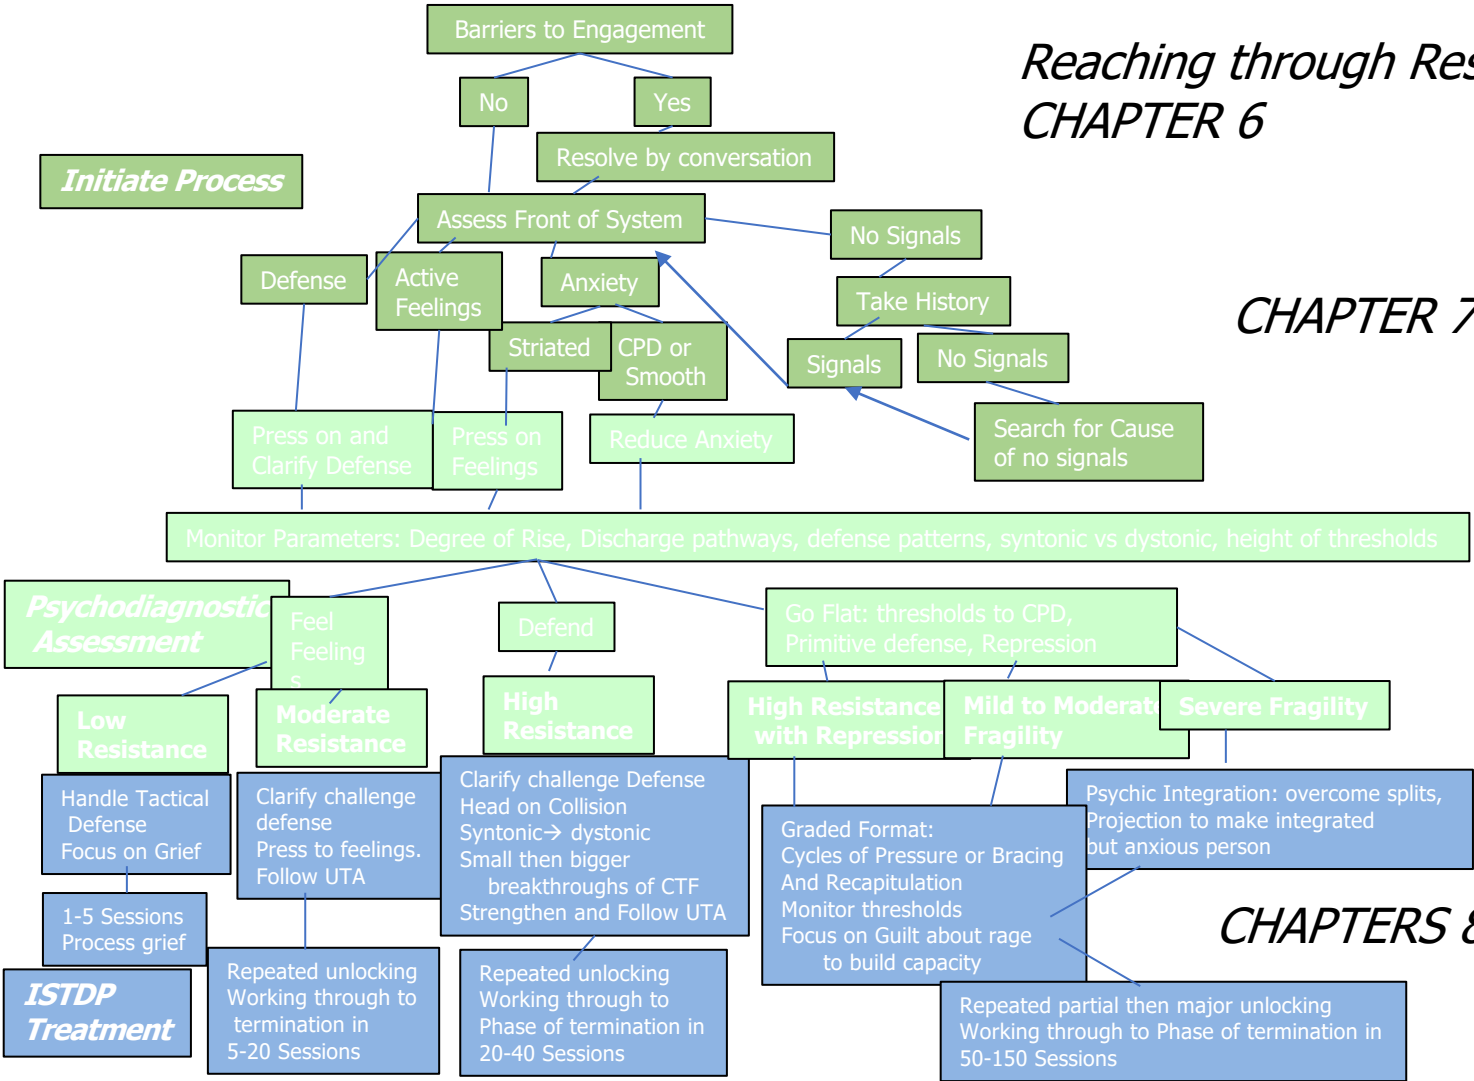 Barriers to Engagement
Reaching through Res
CHAPTER 6
No
Yes
Resolve by conversation
Initiate Process
Assess Front of System
No Signals
Defense
Active
Feelings
Anxiety
Take History
CHAPTER 7
Striated
CPD or
Smooth
Signals
No Signals
Press on and
Clarify Defense
Press on
Feelings
Reduce Anxiety
Search for Cause
of no signals
Monitor Parameters: Degree of Rise, Discharge pathways, defense patterns, syntonic vs dystonic, height of thresholds
Psychodiagnostic
Assessment
Feel
Feeling
s
Defend
Go Flat: thresholds to CPD,
Primitive defense, Repression
Low
Resistance
Moderate
Resistance
High
Resistance
High Resistance
with Repression
Mild to Moderate
Fragility
Severe Fragility
Handle Tactical
Defense
Focus on Grief
Clarify challenge
defense
Press to feelings.
Follow UTA
Clarify challenge Defense
Head on Collision
Syntonic→ dystonic
Small then bigger
breakthroughs of CTF
Strengthen and Follow UTA
Graded Format:
Cycles of Pressure or Bracing
And Recapitulation
Monitor thresholds
Focus on Guilt about rage
to build capacity
Psychic Integration: overcome splits,
Projection to make integrated
but anxious person
1-5 Sessions
Process grief
CHAPTERS 8
ISTDP
Treatment
Repeated unlocking
Working through to
termination in
5-20 Sessions
Repeated unlocking
Working through to
Phase of termination in
20-40 Sessions
Repeated partial then major unlocking
Working through to Phase of termination in
50-150 Sessions